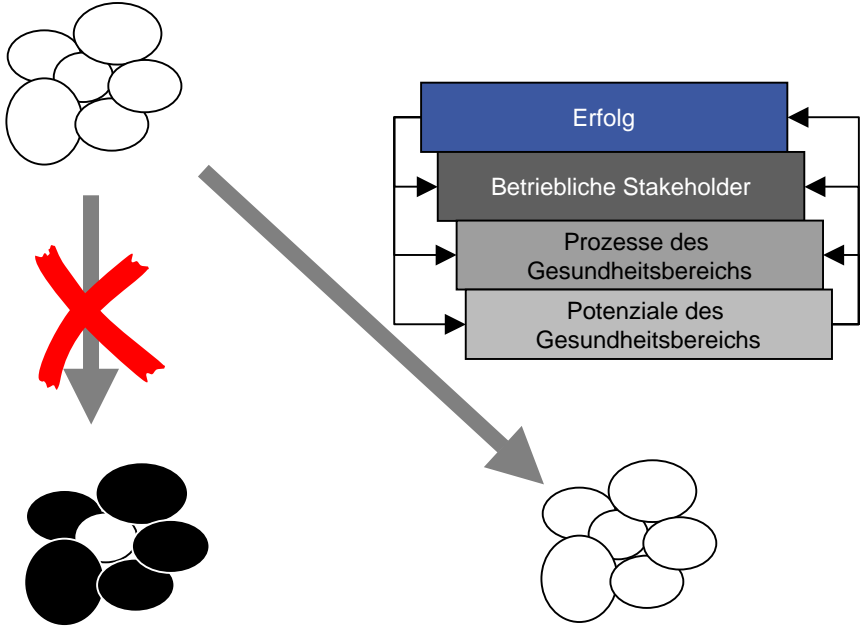 Erfolg
Betriebliche Stakeholder
Prozesse des
Gesundheitsbereichs
Potenziale des
Gesundheitsbereichs